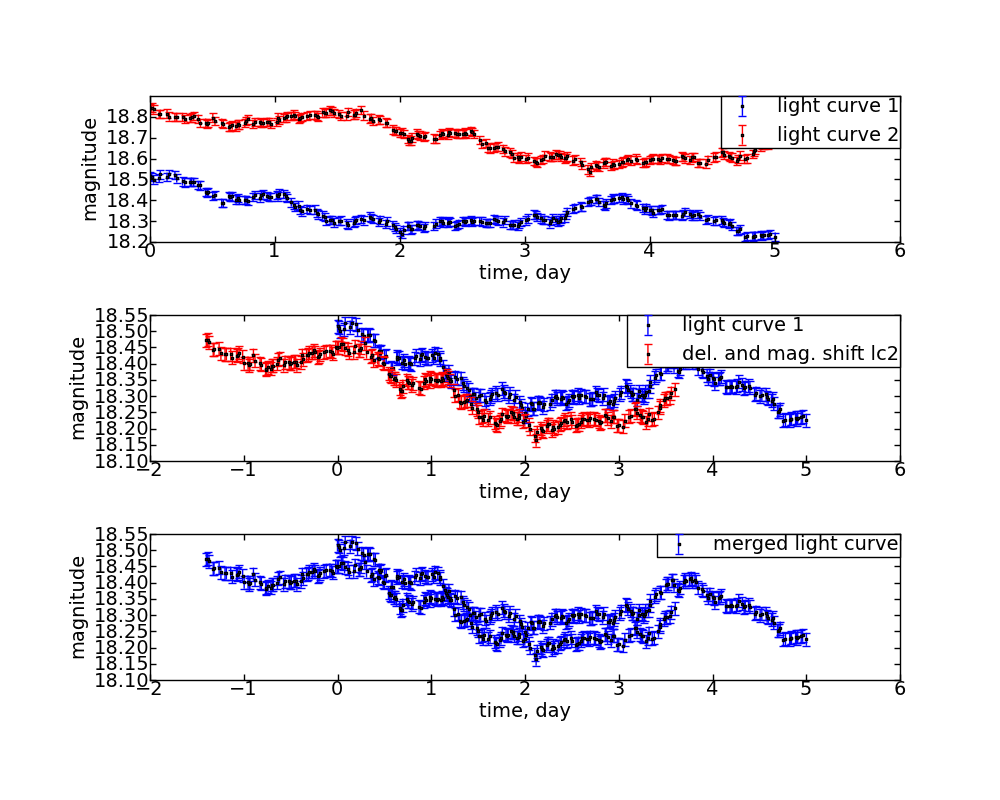 light curve 1
light curve 2
magnitude
18.8
18.7
18.6
18.5
18.4
18.3
18.2
0 1 2 3 4 5 6
time, day
light curve 1
del. and mag. shift lc2
magnitude
18.55
18.50
18.45
18.40
18.35
18.30
18.25
18.20
18.15
18.10
−2 −1 0 1 2 3 4 5 6
time, day
merged light curve
magnitude
18.55
18.50
18.45
18.40
18.35
18.30
18.25
18.20
18.15
18.10
−2 −1 0 1 2 3 4 5 6
time, day